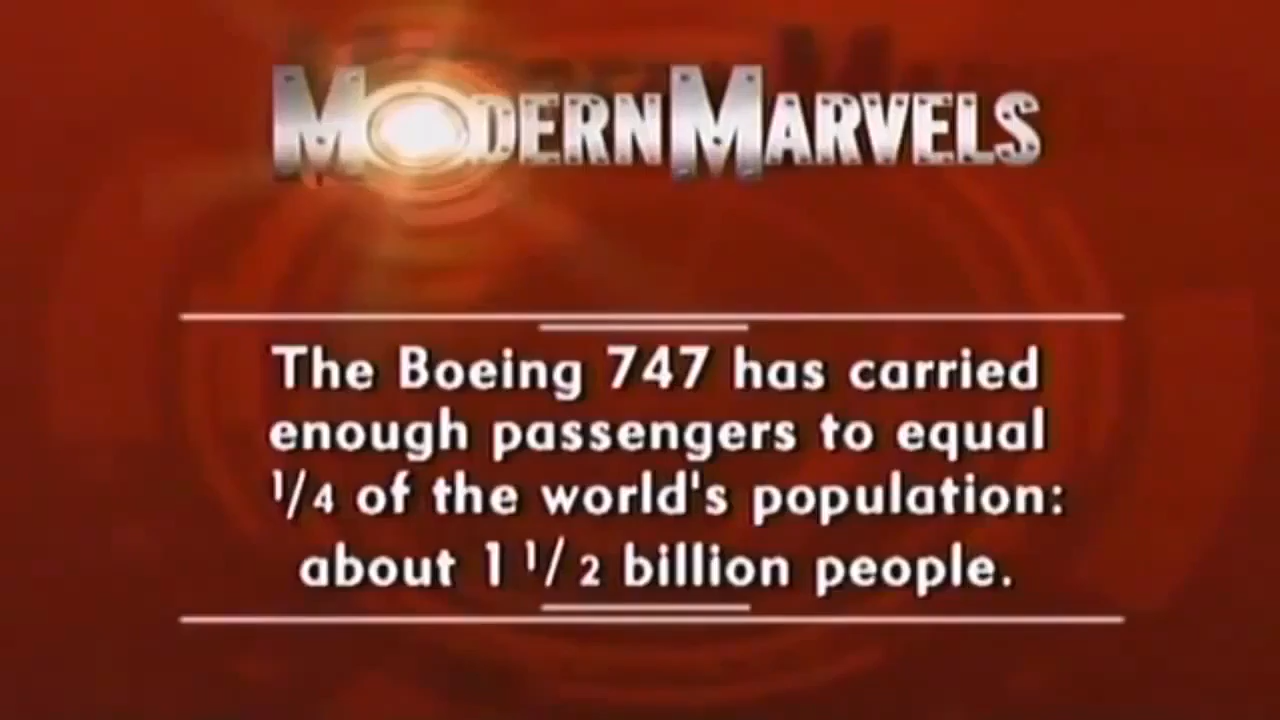 MODERN MARVELS
The Boeing 747 has carried
enough passengers to equal
1/4 of the world's population:
about 1 1/2 billion people.